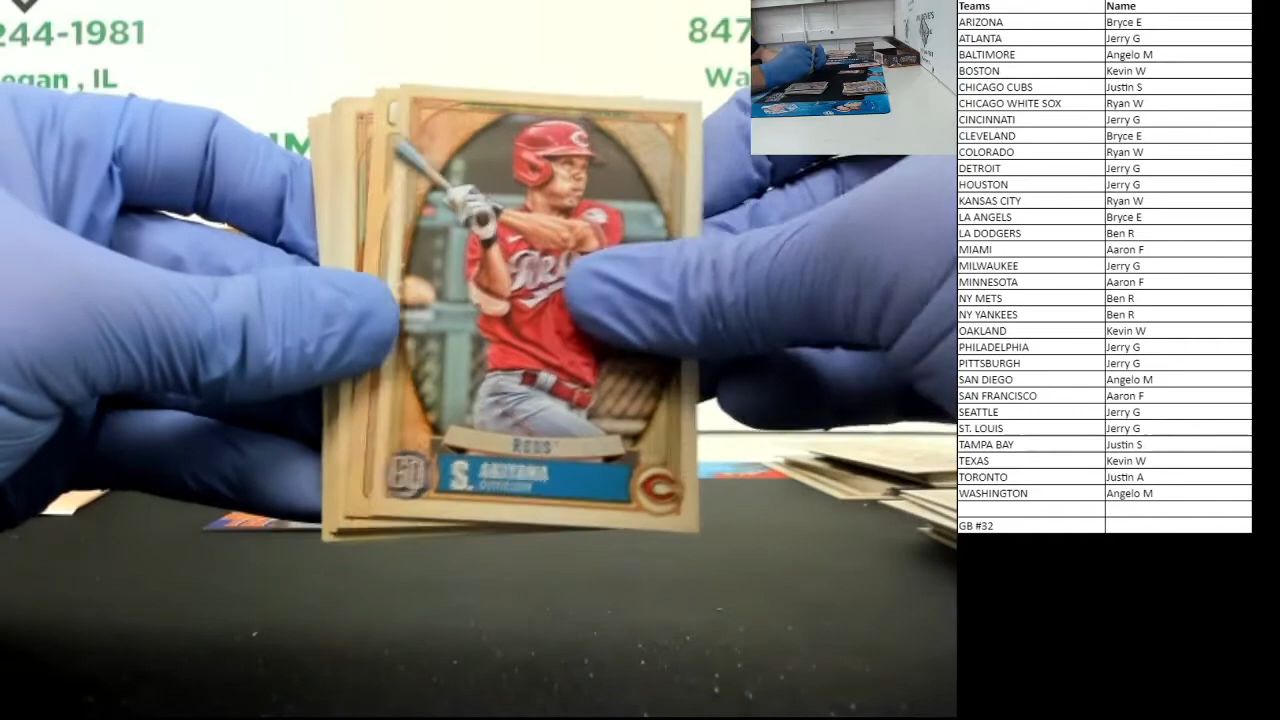 244-1981
egan , IL
847
Wa
REDS
S. AKIYAMA
OUTFIELD
GQ
C
Teams Name
ARIZONA Bryce E
ATLANTA Jerry G
BALTIMORE Angelo M
BOSTON Kevin W
CHICAGO CUBS Justin S
CHICAGO WHITE SOX Ryan W
CINCINNATI Jerry G
CLEVELAND Bryce E
COLORADO Ryan W
DETROIT Jerry G
HOUSTON Jerry G
KANSAS CITY Ryan W
LA ANGELS Bryce E
LA DODGERS Ben R
MIAMI Aaron F
MILWAUKEE Jerry G
MINNESOTA Aaron F
NY METS Ben R
NY YANKEES Ben R
OAKLAND Kevin W
PHILADELPHIA Jerry G
PITTSBURGH Jerry G
SAN DIEGO Angelo M
SAN FRANCISCO Aaron F
SEATTLE Jerry G
ST. LOUIS Jerry G
TAMPA BAY Justin S
TEXAS Kevin W
TORONTO Justin A
WASHINGTON Angelo M
GB #32